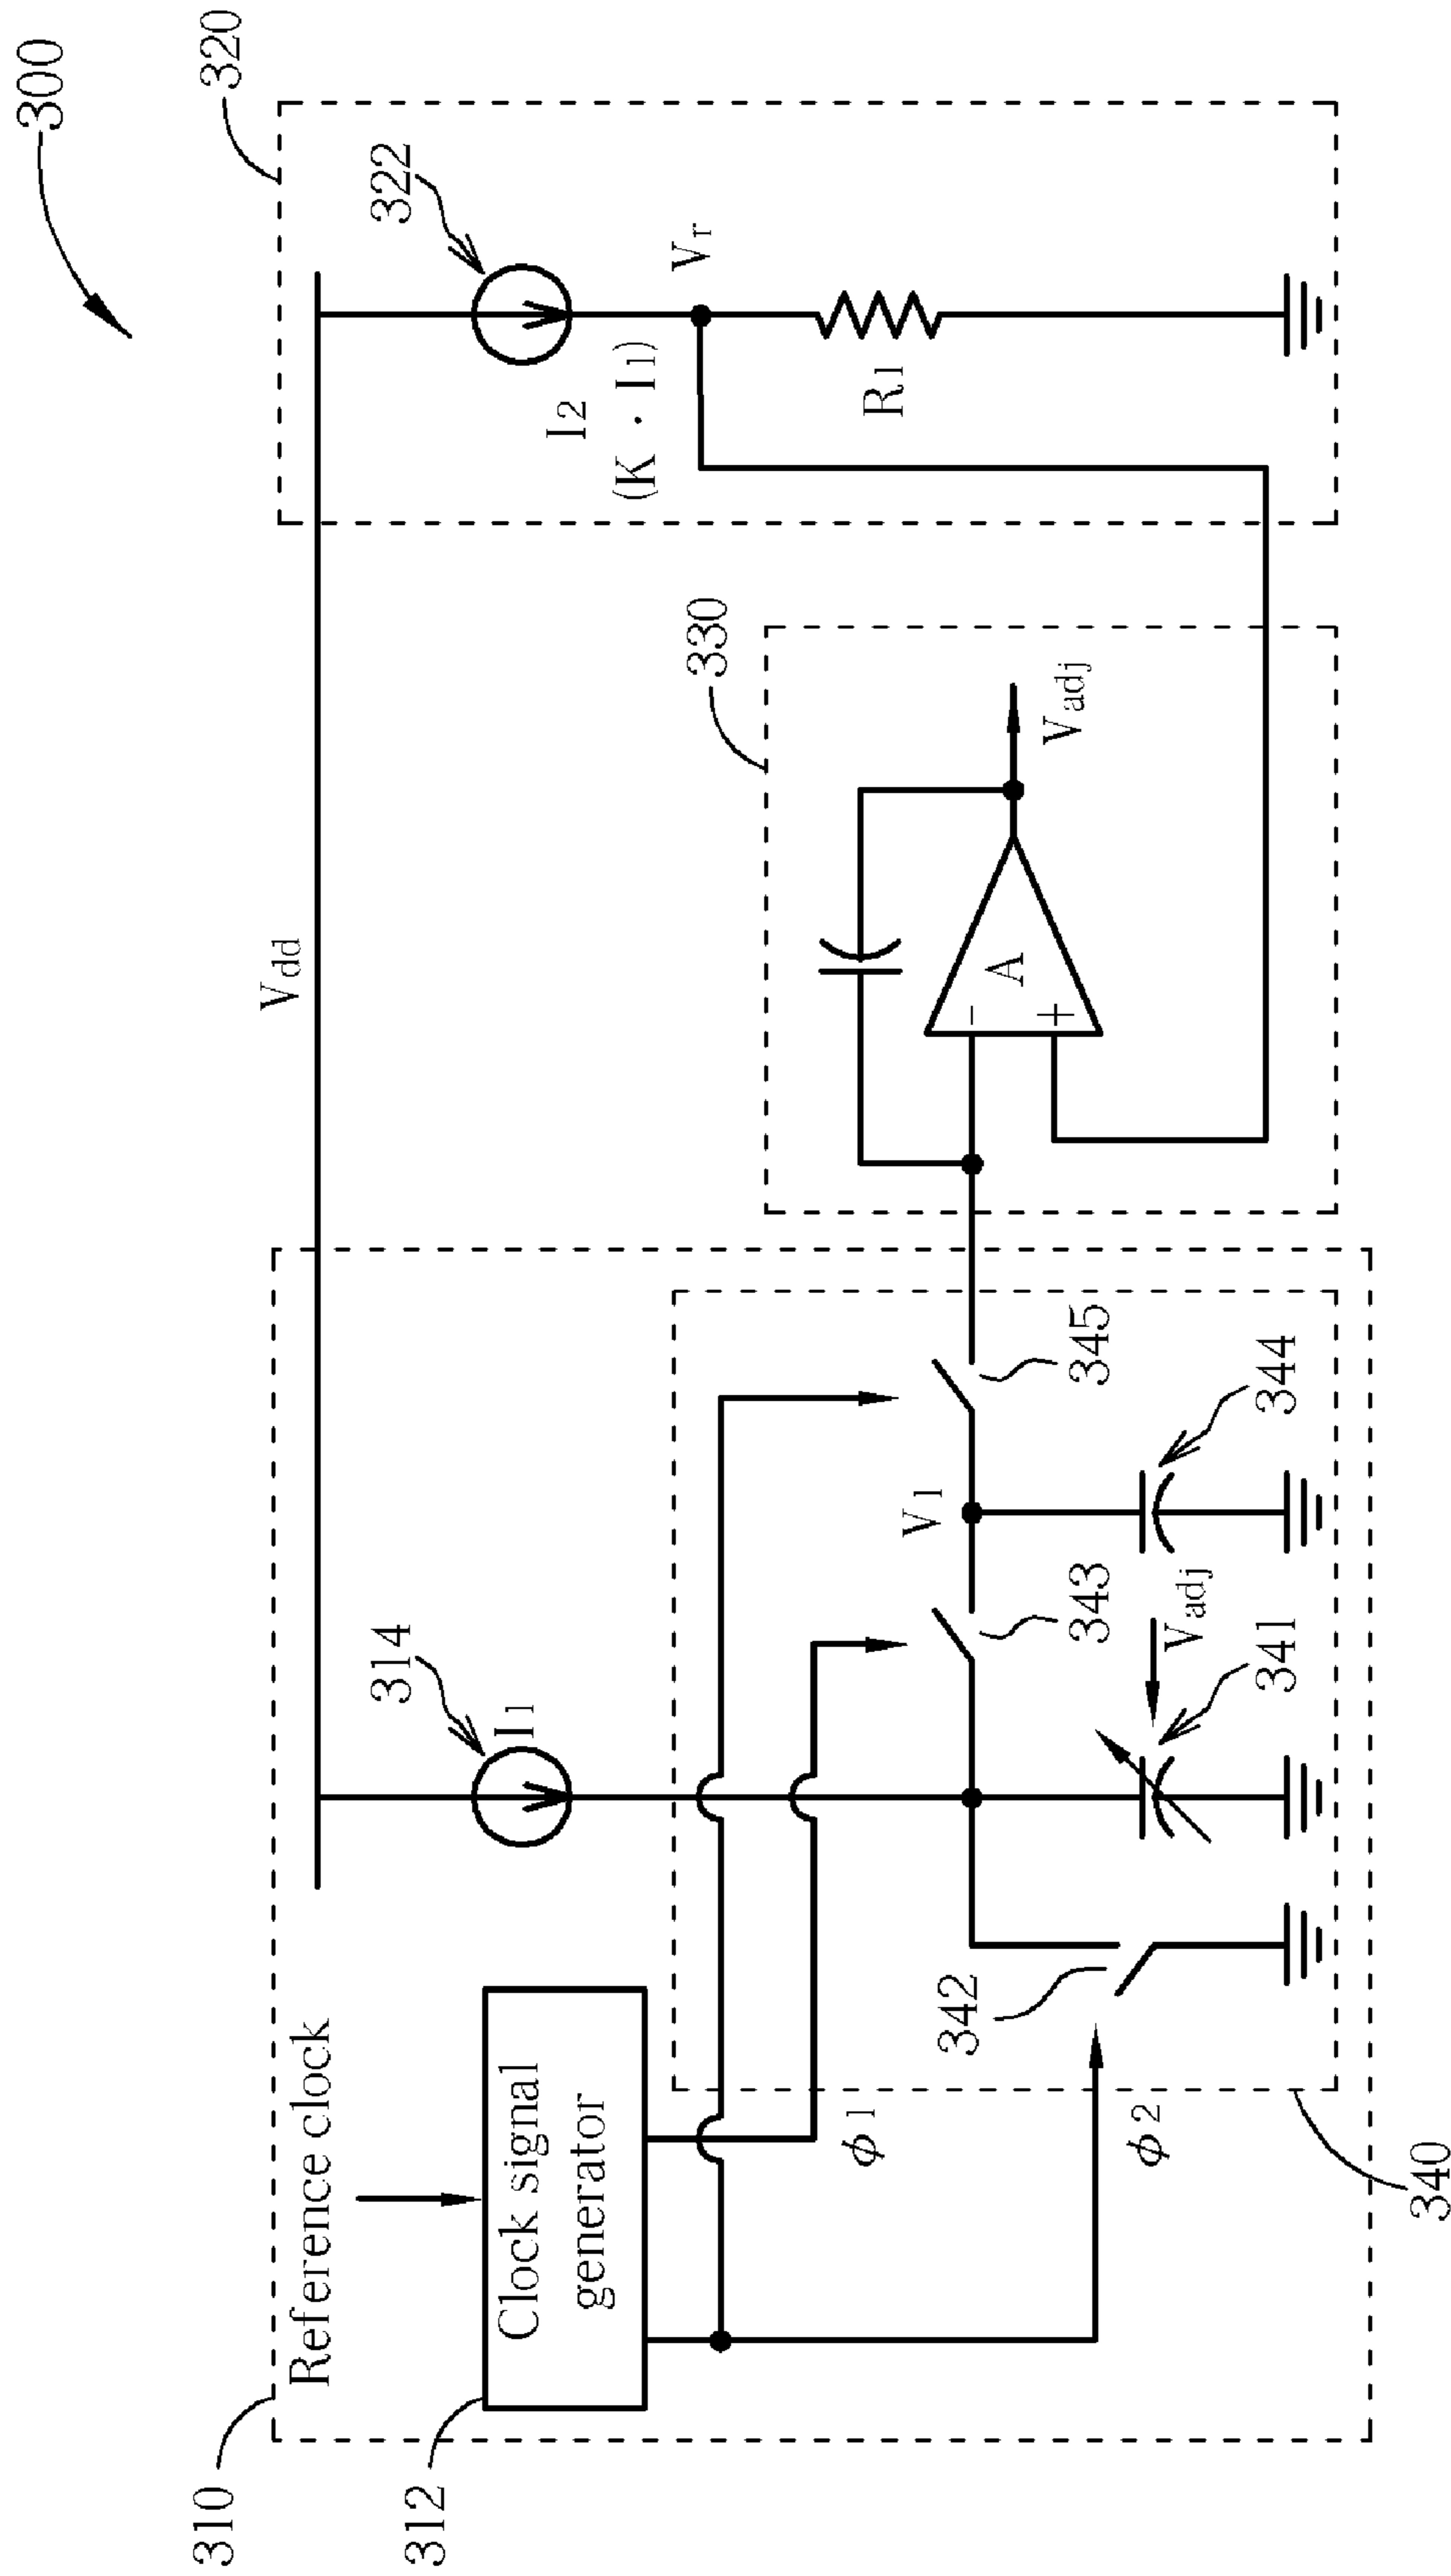 300
310
Reference clock
312
Clock signal
generator
Vdd
314
I1
320
322
I2
(K · I1)
Vr
R1
330
A
-
+
Vadj
ϕ1
ϕ2
340
342
343
V1
345
Vadj
341
344